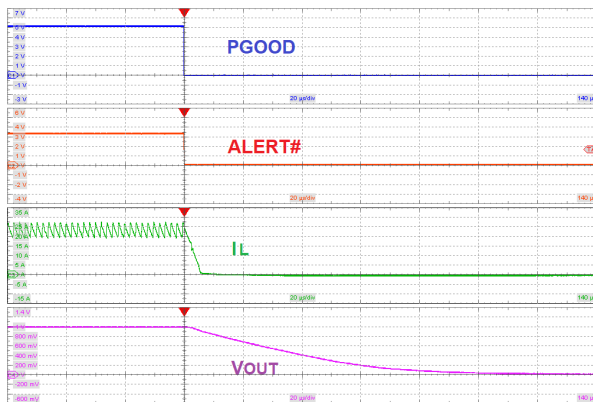 7 V
5 V
4 V
3 V
2 V
1 V
-1 V
-3 V
PGOOD
20 µs/div
140 µs
5 V
4 V
2 V
1 V
-1 V
-2 V
-4 V
ALERT#
20 µs/div
140 µs
35 A
25 A
20 A
15 A
10 A
5 A
-5 A
-15 A
IL
20 µs/div
140 µs
1.4 V
1 V
800 mV
600 mV
400 mV
200 mV
-200 mV
-600 mV
VOUT
20 µs/div
140 µs